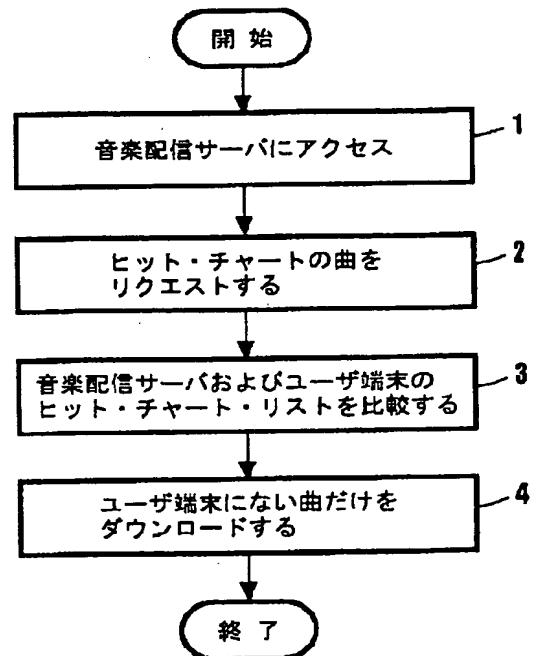 開 始
音楽配信サーバにアクセス
1
ヒット・チャートの曲を
リクエストする
2
音楽配信サーバおよびユーザ端末の
ヒット・チャート・リストを比較する
3
ユーザ端末にない曲だけを
ダウンロードする
4
終 了